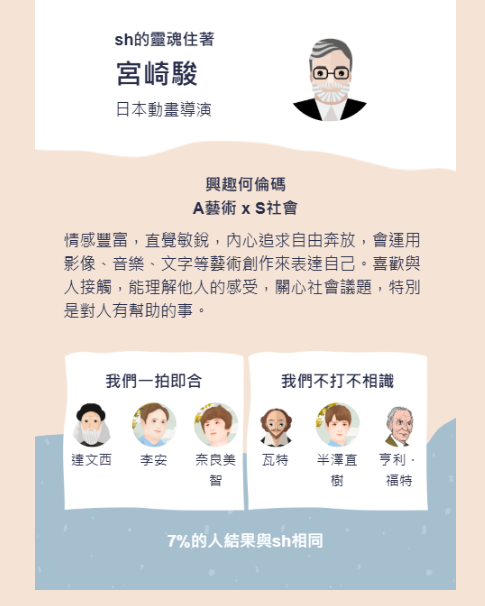 sh的靈魂住著
宮崎駿
日本動畫導演
興趣何倫碼
A藝術 x S社會
情感豐富，直覺敏銳，內心追求自由奔放，會運用
影像、音樂、文字等藝術創作來表達自己。喜歡與
人接觸，能理解他人的感受，關心社會議題，特別
是對人有幫助的事。
我們一拍即合
達文西
李安
奈良美
智
我們不打不相識
瓦特
半澤直
樹
亨利·
福特
7%的人結果與sh相同